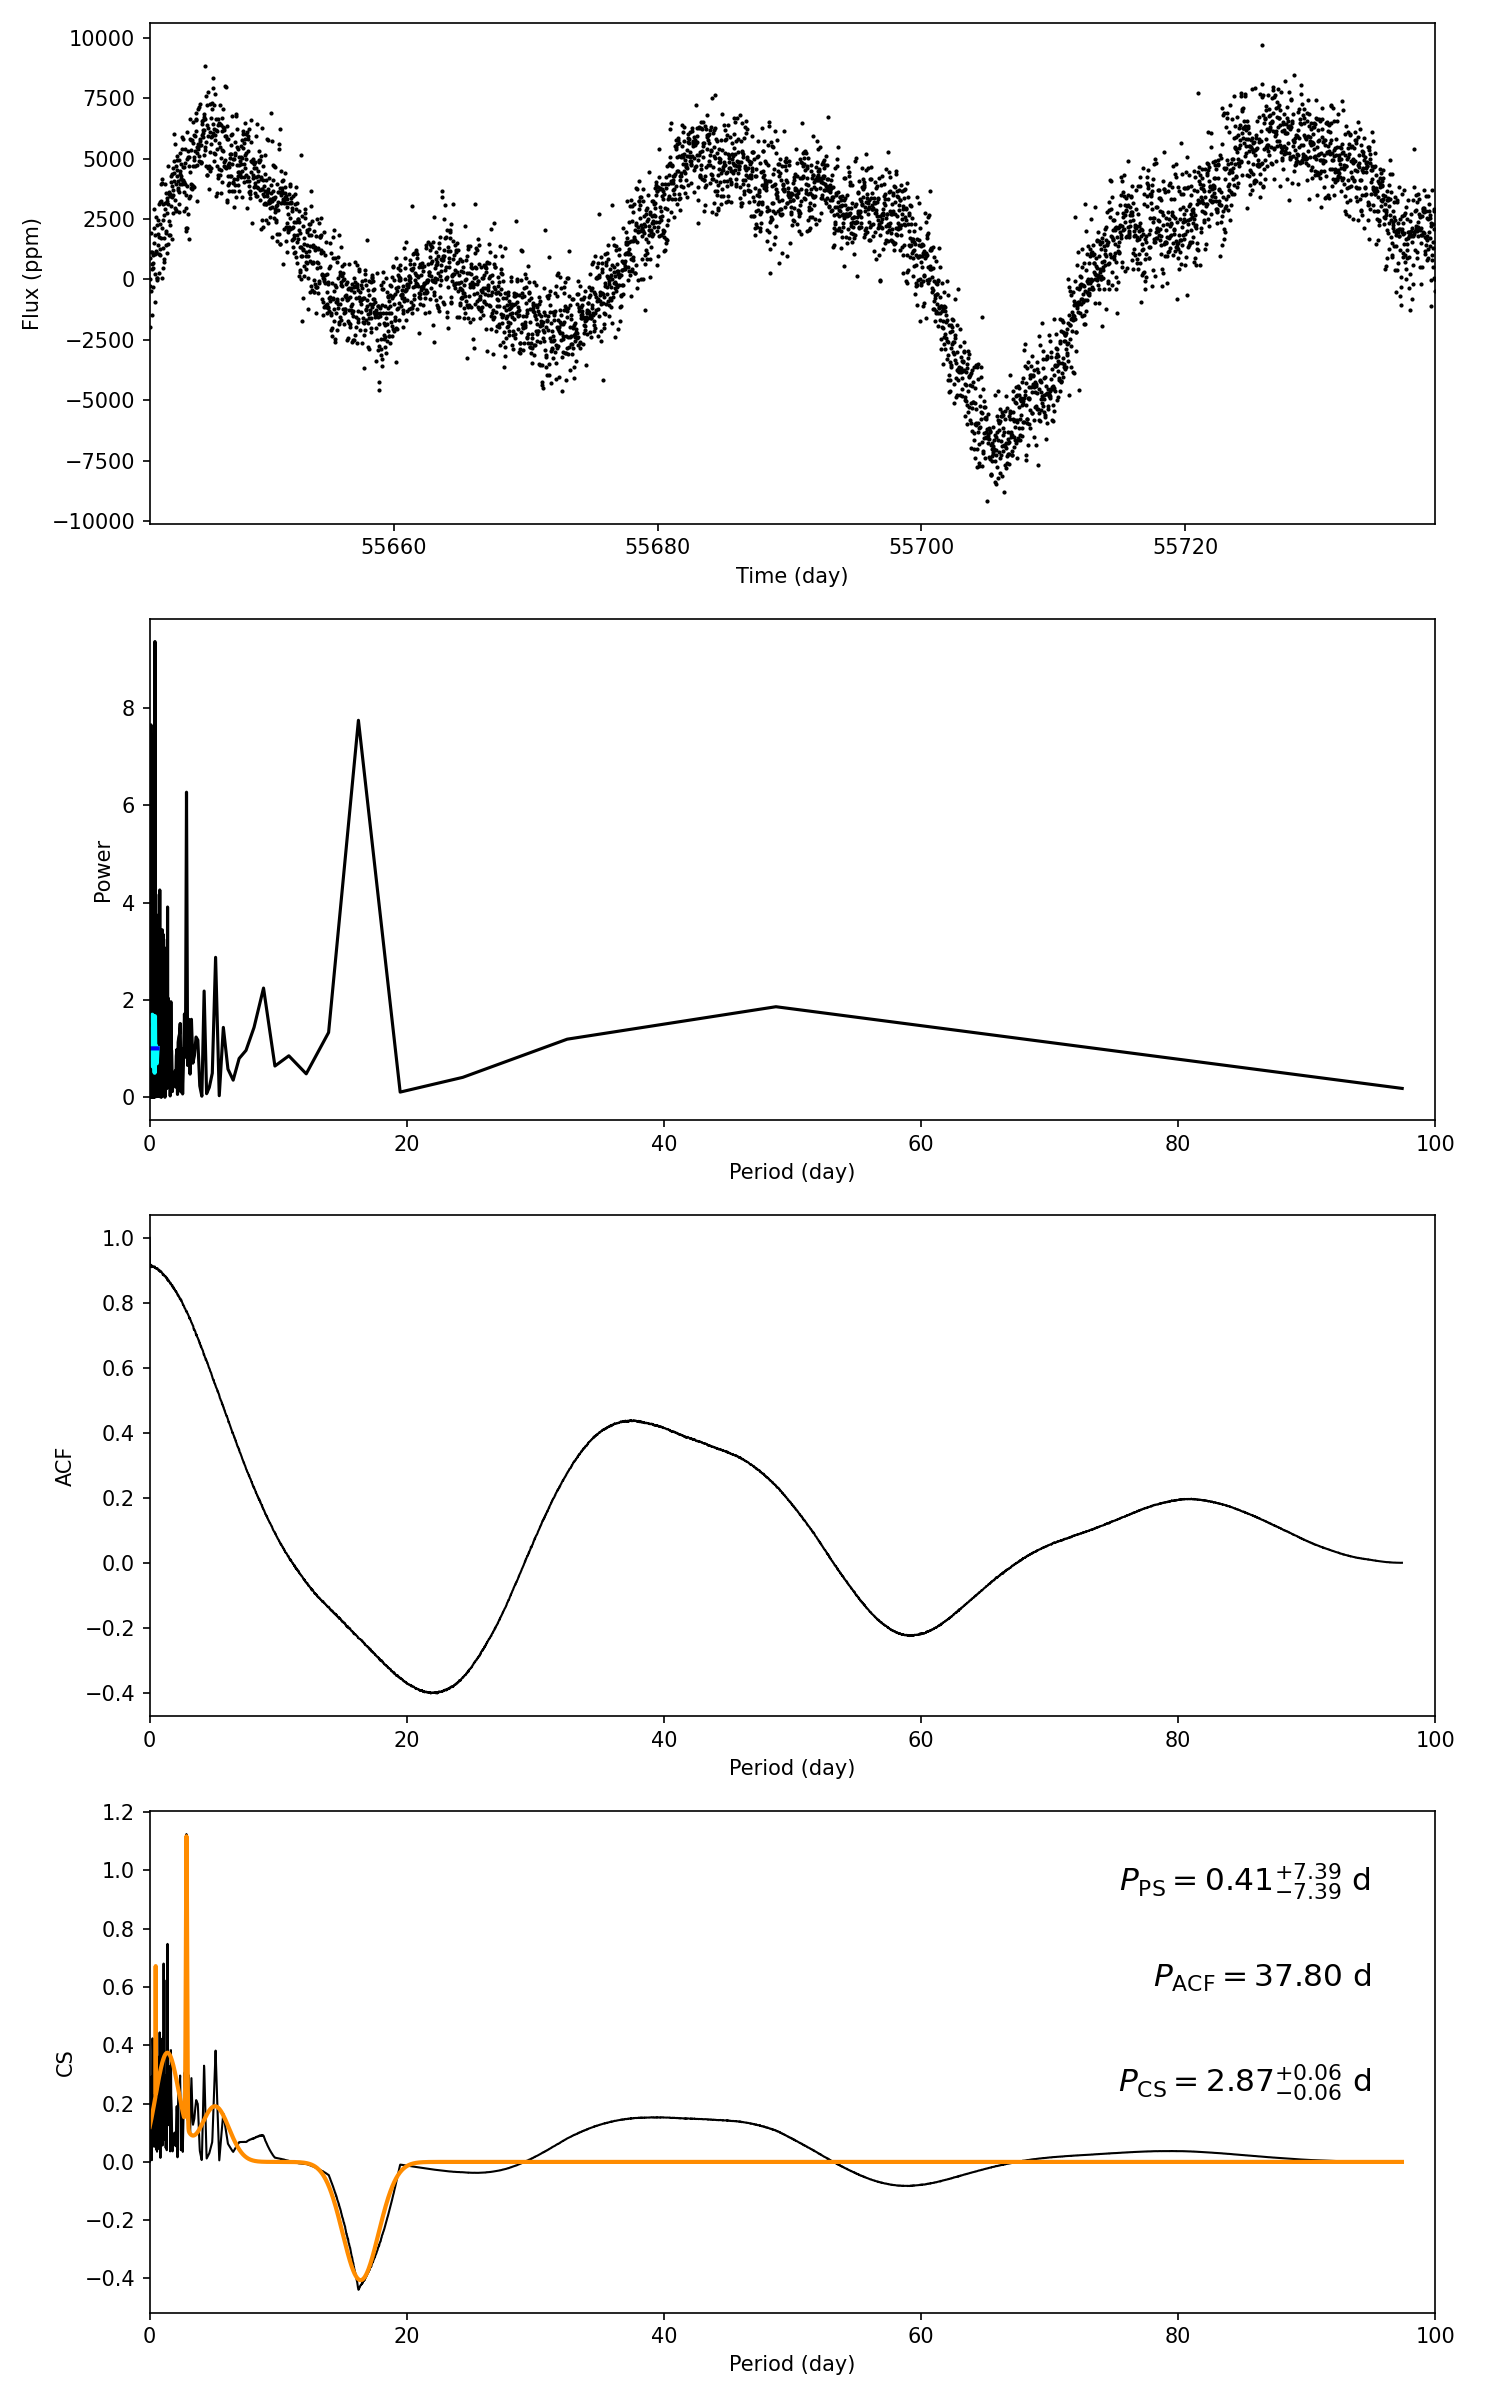 10000
7500
5000
2500
0
−2500
−5000
−7500
−10000
Flux (ppm)
55660 55680 55700 55720
Time (day)
8
6
4
2
0
Power
0 20 40 60 80 100
Period (day)
1.0
0.8
0.6
0.4
0.2
0.0
−0.2
−0.4
ACF
0 20 40 60 80 100
Period (day)
1.2
1.0
0.8
0.6
0.4
0.2
0.0
−0.2
−0.4
CS
P_PS = 0.41^{+7.39}_{−7.39} d
P_ACF = 37.80 d
P_CS = 2.87^{+0.06}_{−0.06} d
0 20 40 60 80 100
Period (day)